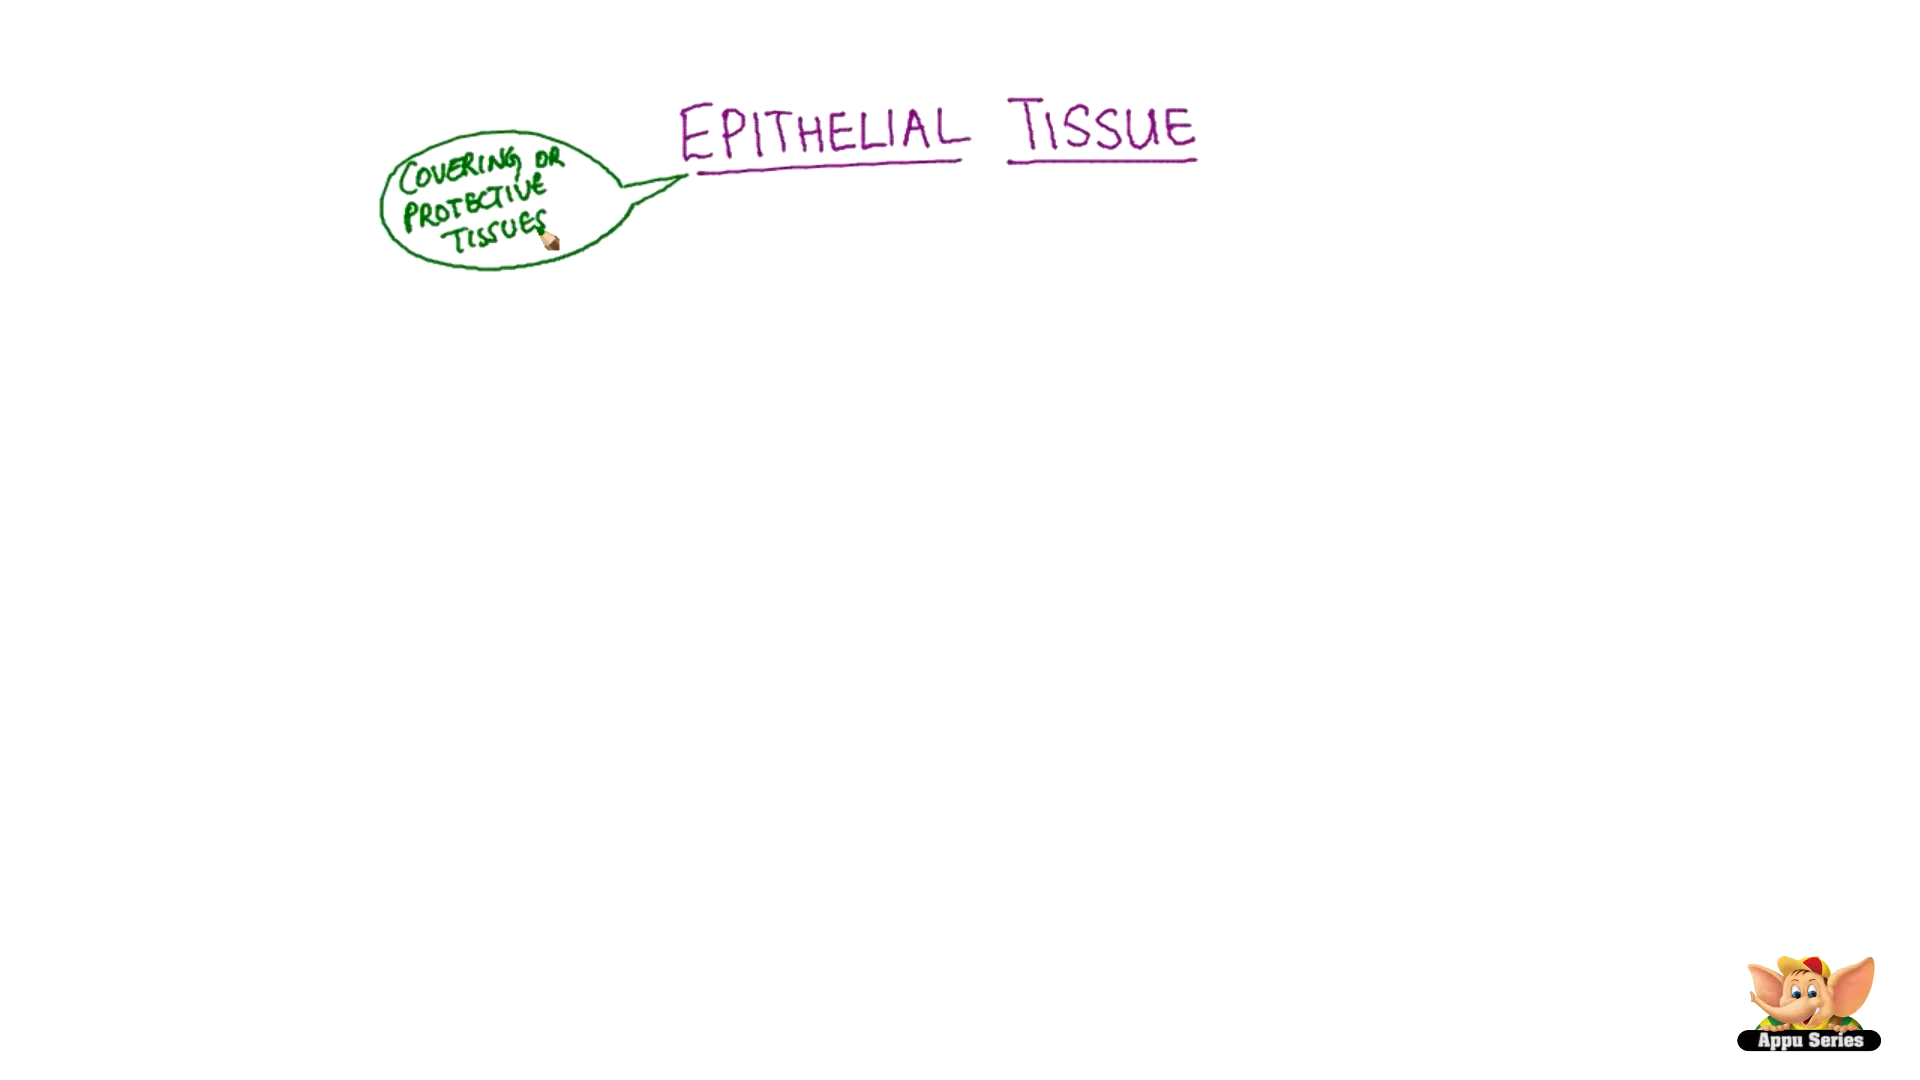 EPITHELIAL TISSUE
COVERING OR
PROTECTIVE
TISSUES
Appu Series